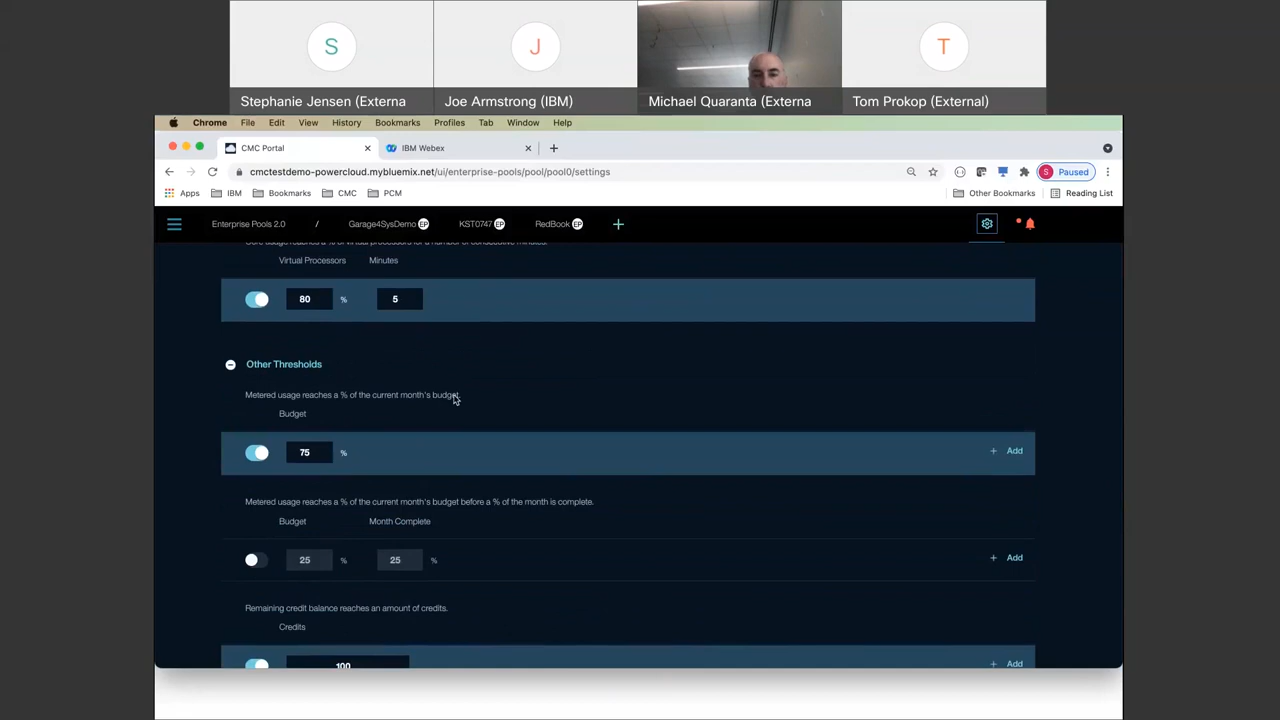 S
J
T
Stephanie Jensen (Externa
Joe Armstrong (IBM)
Michael Quaranta (Externa
Tom Prokop (External)
Chrome File Edit View History Bookmarks Profiles Tab Window Help
CMC Portal
IBM Webex
cmctestdemo-powercloud.mybluemix.net/ui/enterprise-pools/pool/pool0/settings
S Paused
Apps IBM Bookmarks CMC PCM Other Bookmarks Reading List
Enterprise Pools 2.0 / Garage4SysDemo EP KST0747 EP RedBook EP +
Core usage reaches a % of virtual processors for a number of consecutive minutes.
Virtual Processors Minutes
80 % 5
Other Thresholds
Metered usage reaches a % of the current month's budget.
Budget
75 % + Add
Metered usage reaches a % of the current month's budget before a % of the month is complete.
Budget Month Complete
25 % 25 % + Add
Remaining credit balance reaches an amount of credits.
Credits
100 + Add